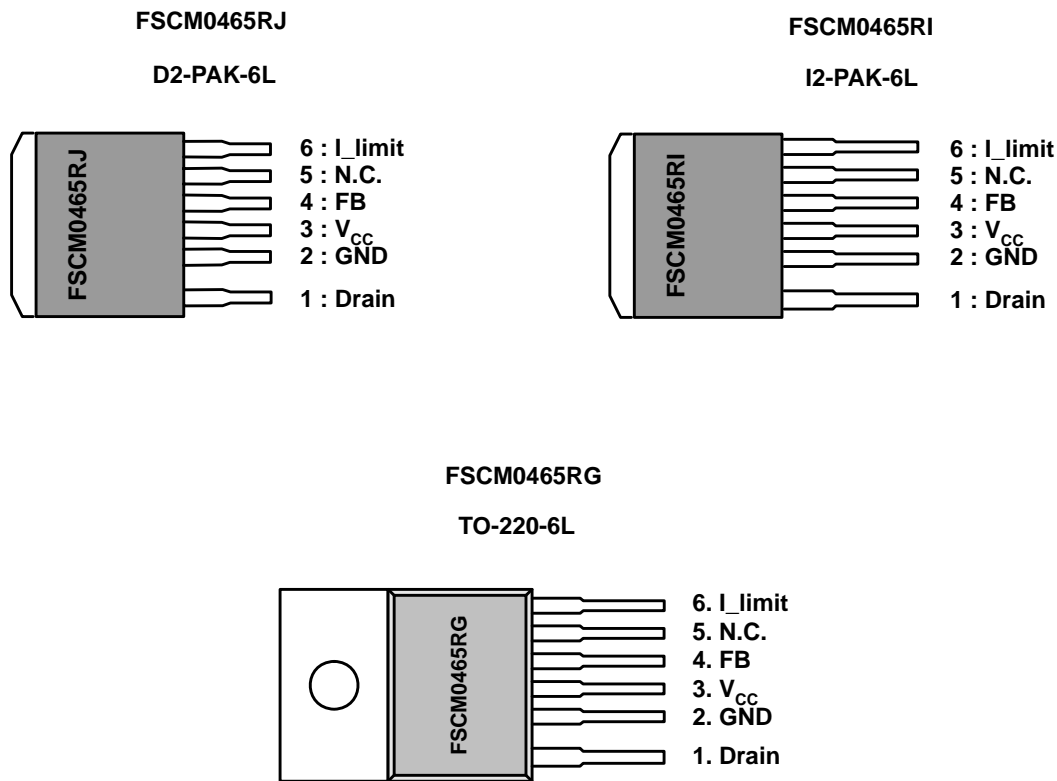 FSCM0465RJ
D2-PAK-6L
FSCM0465RJ
6 : I_limit
5 : N.C.
4 : FB
3 : VCC
2 : GND
1 : Drain
FSCM0465RI
I2-PAK-6L
FSCM0465RI
6 : I_limit
5 : N.C.
4 : FB
3 : VCC
2 : GND
1 : Drain
FSCM0465RG
TO-220-6L
FSCM0465RG
6. I_limit
5. N.C.
4. FB
3. VCC
2. GND
1. Drain